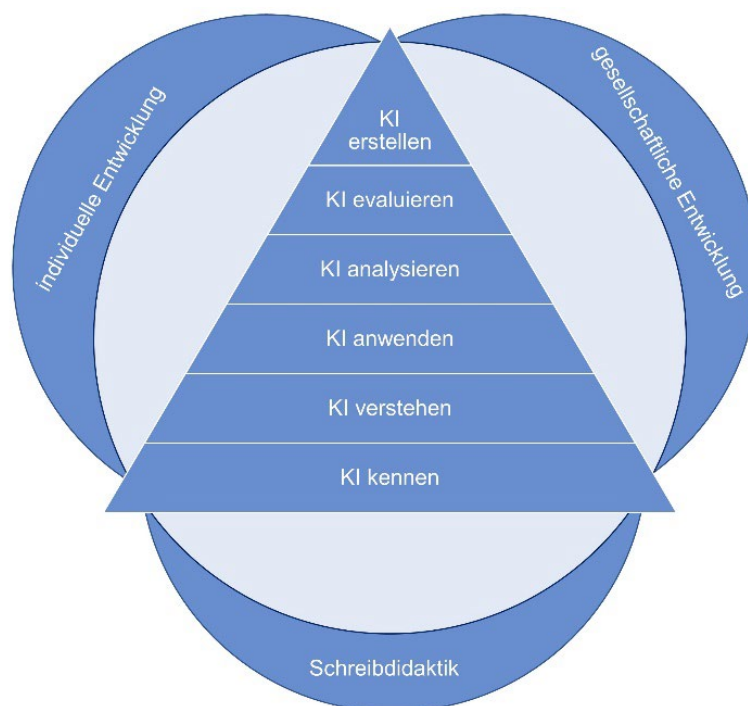 individuelle Entwicklung
gesellschaftliche Entwicklung
KI
erstellen
KI evaluieren
KI analysieren
KI anwenden
KI verstehen
KI kennen
Schreibdidaktik